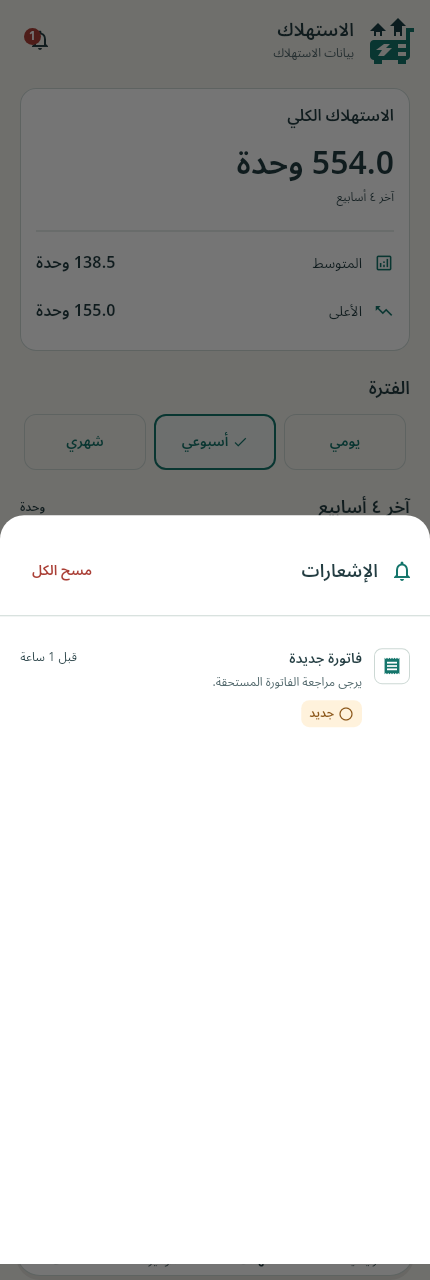 الاستهلاك
بيانات الاستهلاك
1
الاستهلاك الكلي
554.0 وحدة
آخر ٤ أسابيع
المتوسط
138.5 وحدة
الأعلى
155.0 وحدة
الفترة
يومي
أسبوعي
شهري
آخر ٤ أسابيع
وحدة
الإشعارات
مسح الكل
فاتورة جديدة
قبل 1 ساعة
يرجى مراجعة الفاتورة المستحقة.
جديد